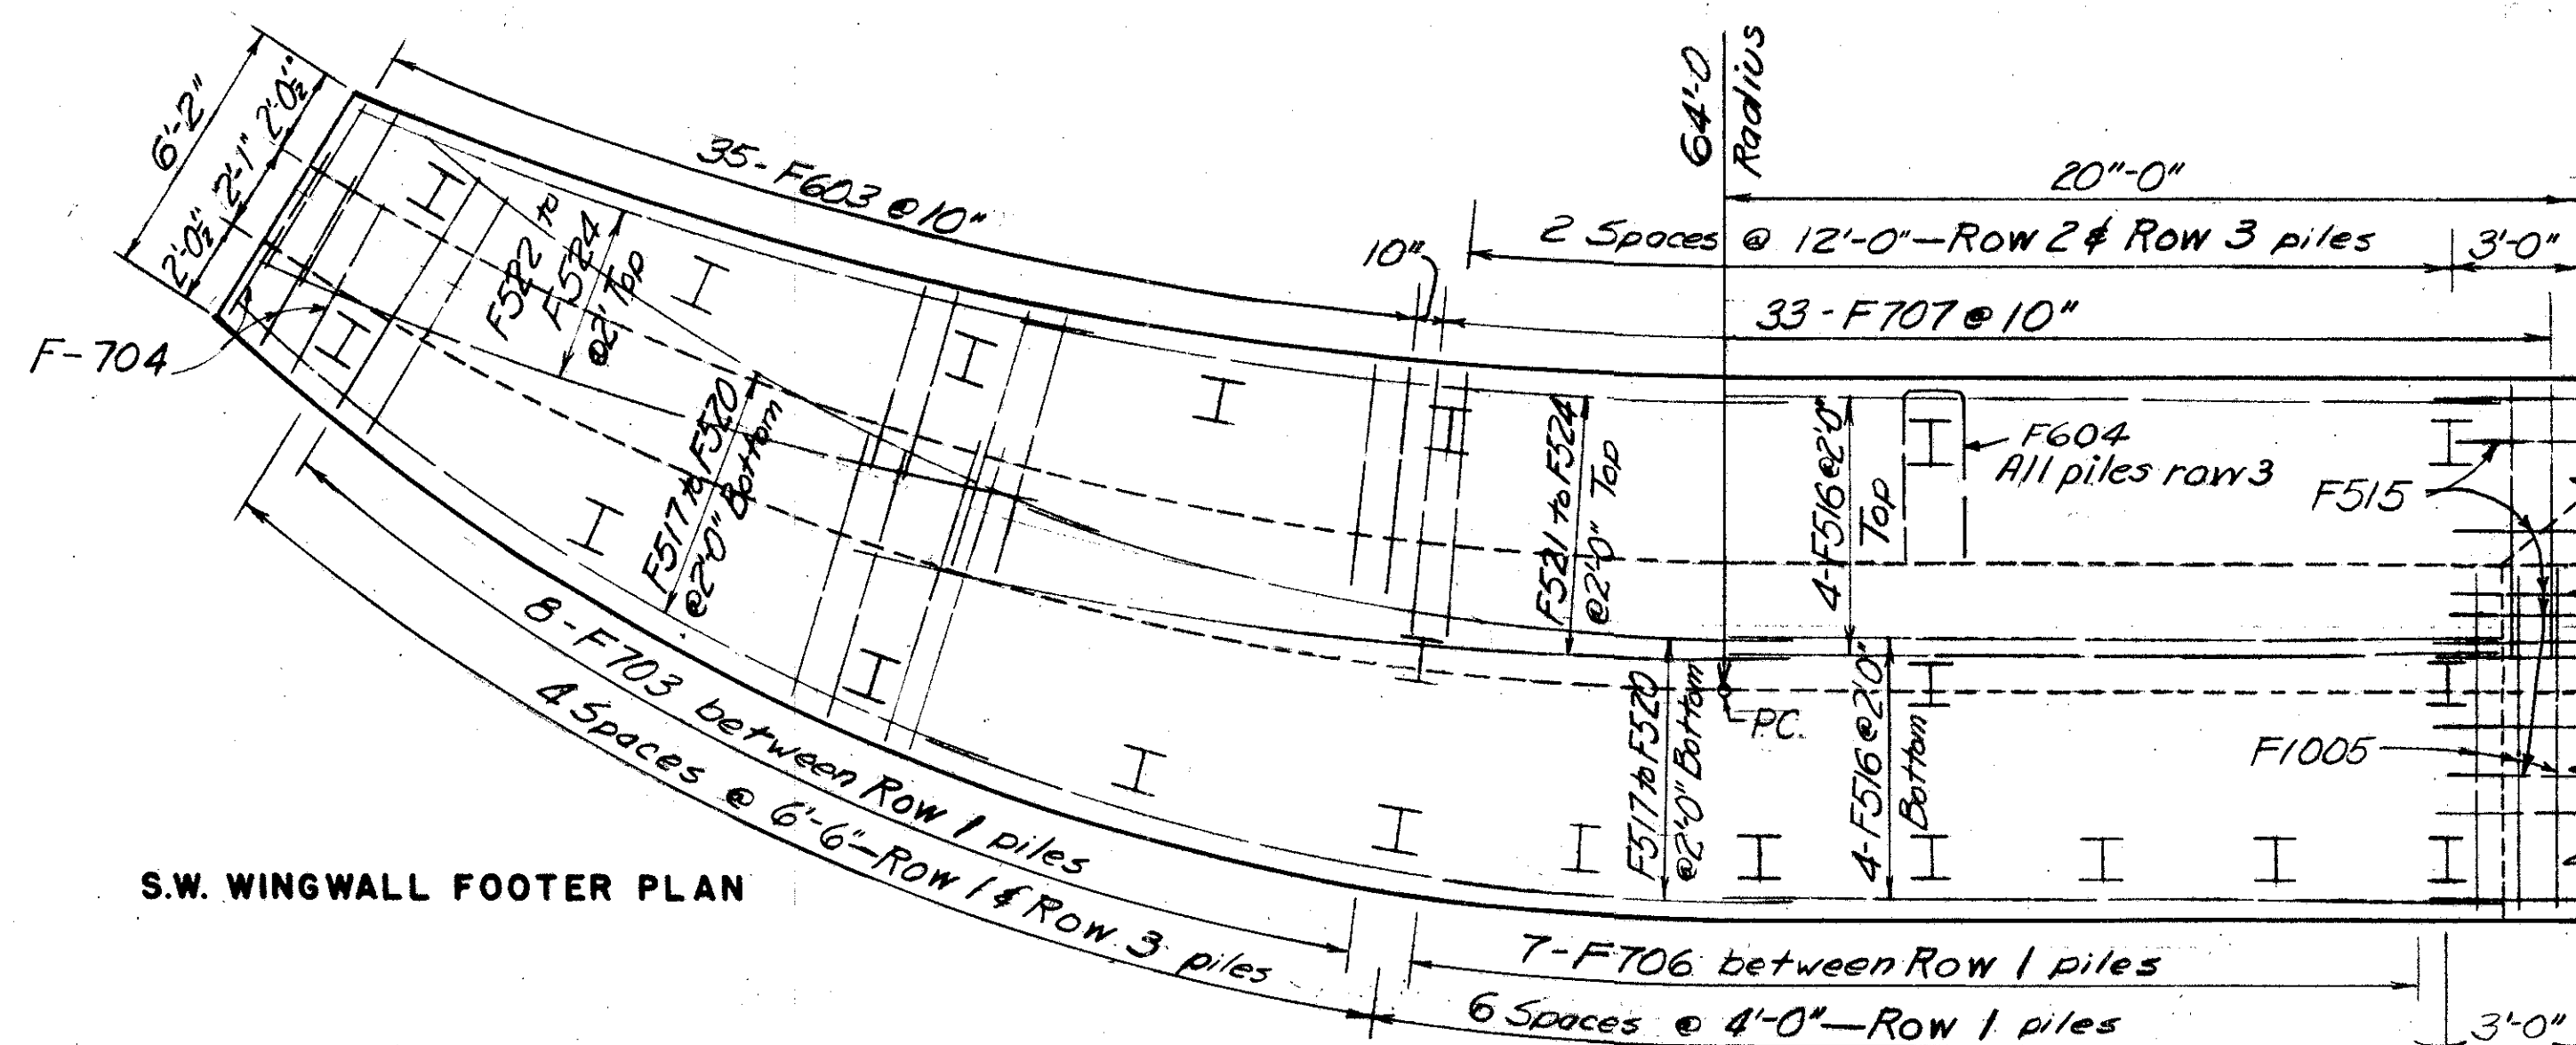 6'-2"
2'-0½"
2'-1"
2'-0½"
35-F603@10"
64'-0
Radius
20"-0"
2 Spaces @ 12'-0"—Row 2 & Row 3 piles
3'-0"
10"
33-F707@10"
F-704
F522 to
F524
@2' Top
F517 to F520
@2'0" Bottom
F521 to F524
@2'-0" Top
4-F516@2'0"
Top
F604
All piles row 3
F515
8-F703 between Row 1 piles
4 Spaces @ 6'-6"—Row 1 & Row 3 piles
F517 to F520
@2'-0" Bottom
P.C.
4-F516@2'0"
Bottom
F1005
S.W. WINGWALL FOOTER PLAN
7-F706 between Row 1 piles
6 Spaces @ 4'-0"—Row 1 piles
3'-0"